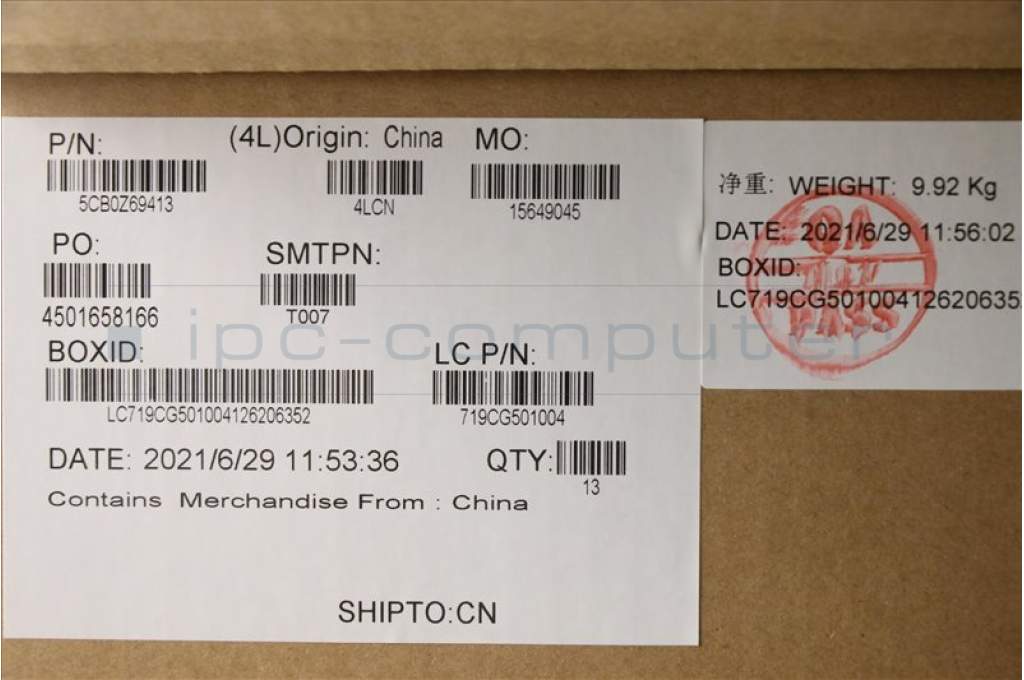 P/N:
(4L)Origin: China
MO:
5CB0Z69413
4LCN
15649045
PO:
SMTPN:
4501658166
T007
BOXID:
LC P/N:
LC719CG501004126206352
719CG501004
DATE: 2021/6/29 11:53:36
QTY:
13
Contains Merchandise From : China
SHIPTO:CN
净重: WEIGHT: 9.92 Kg
DATE: 2021/6/29 11:56:02
BOXID:
LC719CG50100412620635
PASS
ipc-computer